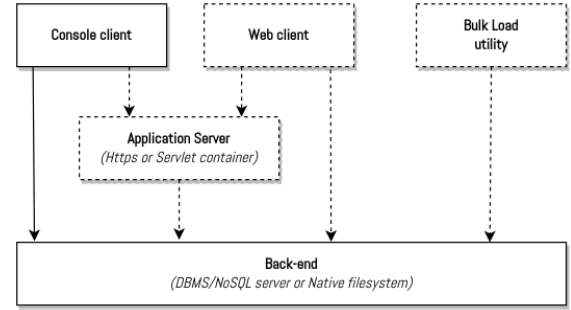 Console client
Web client
Bulk Load
utility
Application Server
(Https or Servlet container)
Back-end
(DBMS/NoSQL server or Native filesystem)